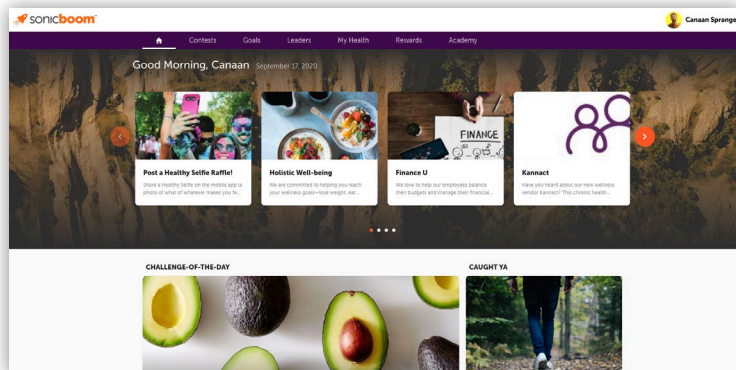 sonicboom
Canaan Sprange
Contests Goals Leaders My Health Rewards Academy
Good Morning, Canaan September 17, 2020
FINANCE
Post a Healthy Selfie Raffle!
Share a Healthy Selfie on the mobile app (a
photo of what of whatever makes you fe...
Holistic Well-being
We are committed to helping you reach
your wellness goals—lose weight, eat...
Finance U
We love to help our employees balance
their budgets and manage their financial...
Kannact
Have you heard about our new wellness
vendor Kannact? This chronic health...
CHALLENGE-OF-THE-DAY
CAUGHT YA